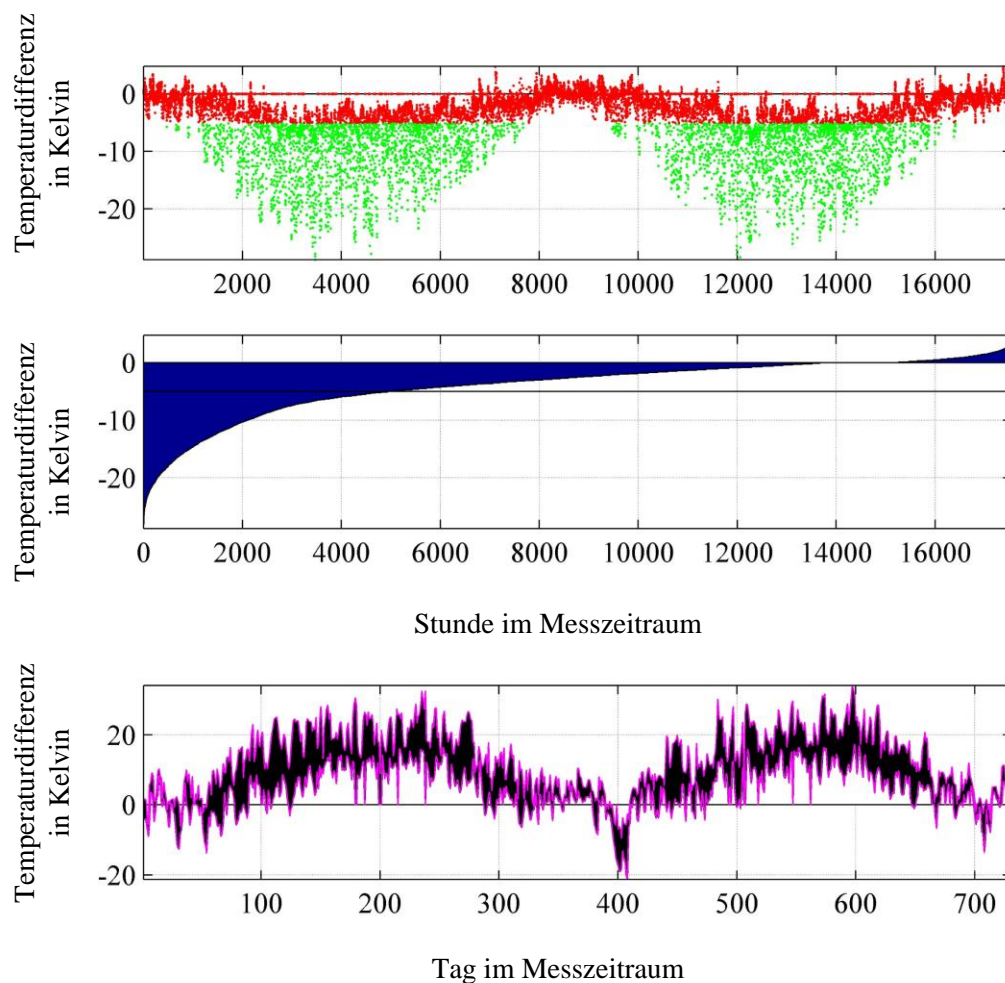 Temperaturdifferenz
in Kelvin
0
-10
-20
2000 4000 6000 8000 10000 12000 14000 16000
Temperaturdifferenz
in Kelvin
0
-10
-20
0 2000 4000 6000 8000 10000 12000 14000 16000
Stunde im Messzeitraum
Temperaturdifferenz
in Kelvin
20
0
-20
100 200 300 400 500 600 700
Tag im Messzeitraum